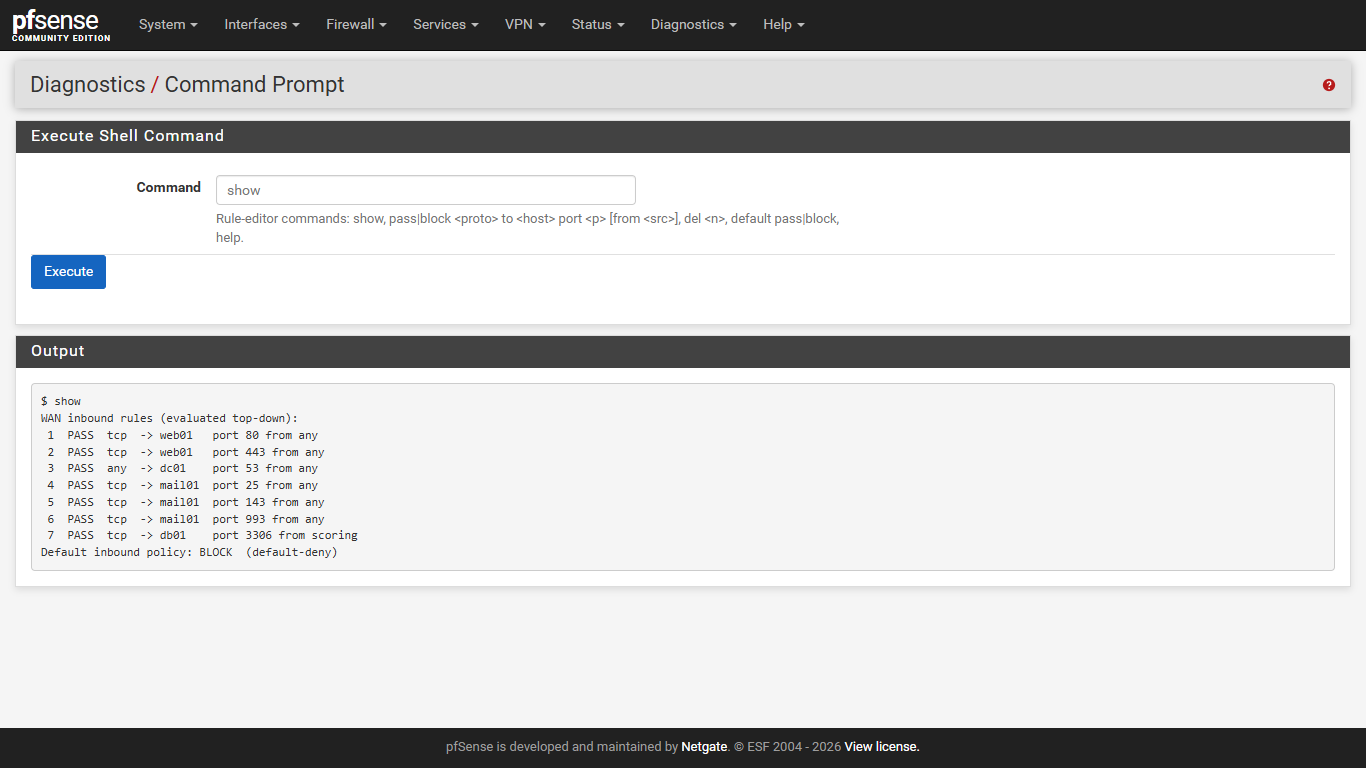 pfsense
COMMUNITY EDITION
System Interfaces Firewall Services VPN Status Diagnostics Help
Diagnostics / Command Prompt
?
Execute Shell Command
Command
show
Rule-editor commands: show, pass|block <proto> to <host> port <p> [from <src>], del <n>, default pass|block,
help.
Execute
Output
$ show
WAN inbound rules (evaluated top-down):
1 PASS tcp -> web01 port 80 from any
2 PASS tcp -> web01 port 443 from any
3 PASS any -> dc01 port 53 from any
4 PASS tcp -> mail01 port 25 from any
5 PASS tcp -> mail01 port 143 from any
6 PASS tcp -> mail01 port 993 from any
7 PASS tcp -> db01 port 3306 from scoring
Default inbound policy: BLOCK (default-deny)
pfSense is developed and maintained by Netgate. © ESF 2004 - 2026 View license.